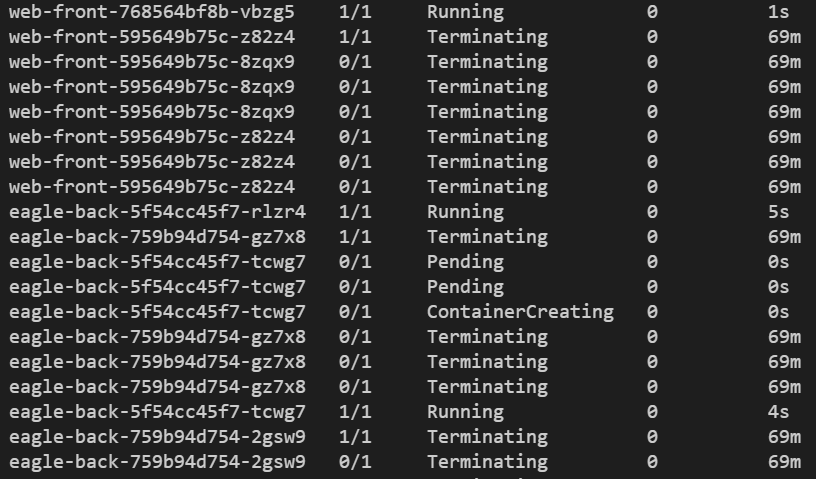 web-front-768564bf8b-vbzg5 1/1 Running 0 1s
web-front-595649b75c-z82z4 1/1 Terminating 0 69m
web-front-595649b75c-8zqx9 0/1 Terminating 0 69m
web-front-595649b75c-8zqx9 0/1 Terminating 0 69m
web-front-595649b75c-8zqx9 0/1 Terminating 0 69m
web-front-595649b75c-z82z4 0/1 Terminating 0 69m
web-front-595649b75c-z82z4 0/1 Terminating 0 69m
web-front-595649b75c-z82z4 0/1 Terminating 0 69m
eagle-back-5f54cc45f7-rlzr4 1/1 Running 0 5s
eagle-back-759b94d754-gz7x8 1/1 Terminating 0 69m
eagle-back-5f54cc45f7-tcwg7 0/1 Pending 0 0s
eagle-back-5f54cc45f7-tcwg7 0/1 Pending 0 0s
eagle-back-5f54cc45f7-tcwg7 0/1 ContainerCreating 0 0s
eagle-back-759b94d754-gz7x8 0/1 Terminating 0 69m
eagle-back-759b94d754-gz7x8 0/1 Terminating 0 69m
eagle-back-759b94d754-gz7x8 0/1 Terminating 0 69m
eagle-back-5f54cc45f7-tcwg7 1/1 Running 0 4s
eagle-back-759b94d754-2gsw9 1/1 Terminating 0 69m
eagle-back-759b94d754-2gsw9 0/1 Terminating 0 69m